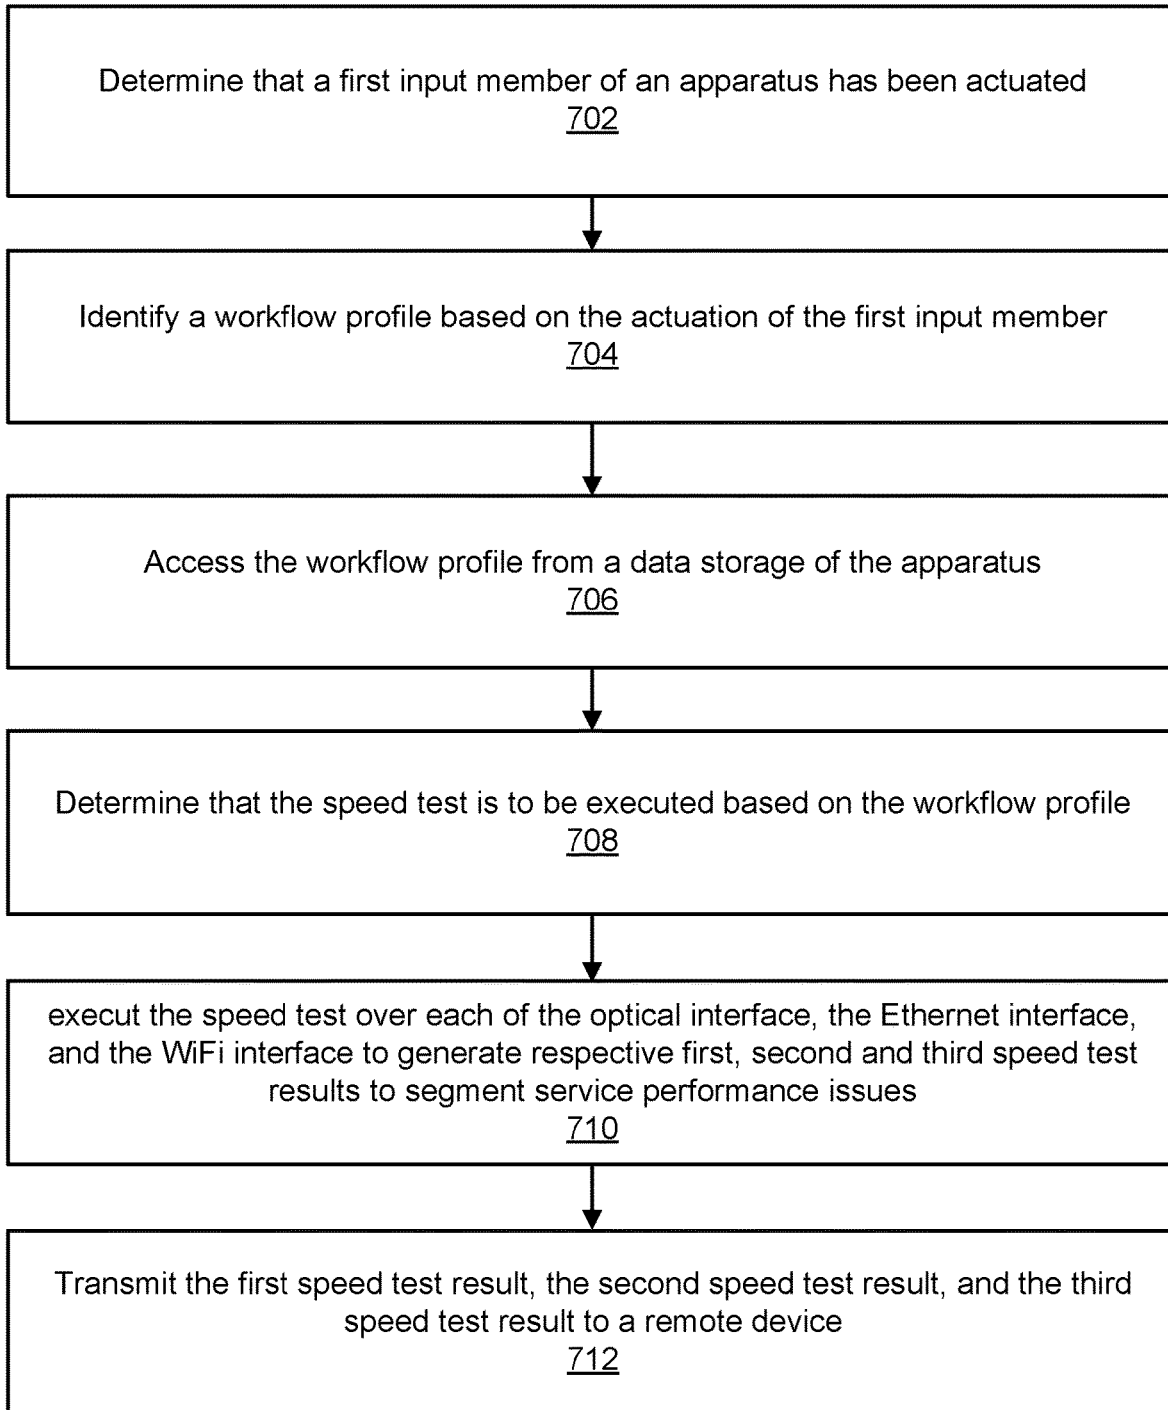 Determine that a first input member of an apparatus has been actuated
702
Identify a workflow profile based on the actuation of the first input member
704
Access the workflow profile from a data storage of the apparatus
706
Determine that the speed test is to be executed based on the workflow profile
708
execut the speed test over each of the optical interface, the Ethernet interface,
and the WiFi interface to generate respective first, second and third speed test
results to segment service performance issues
710
Transmit the first speed test result, the second speed test result, and the third
speed test result to a remote device
712